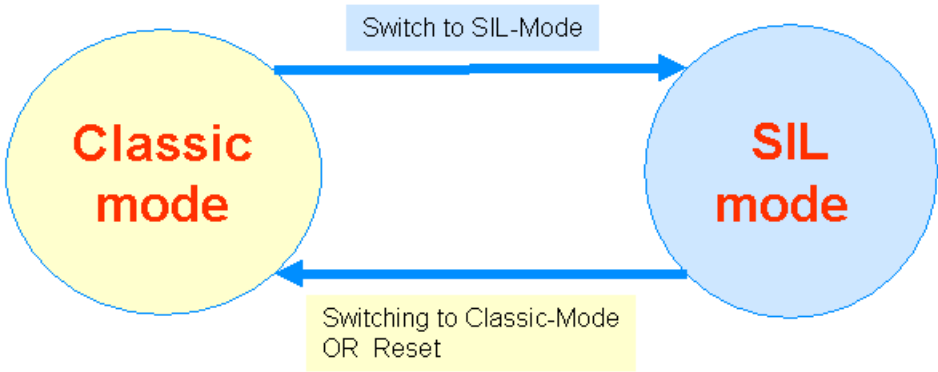 Switch to SIL-Mode
Classic
mode
SIL
mode
Switching to Classic-Mode
OR Reset